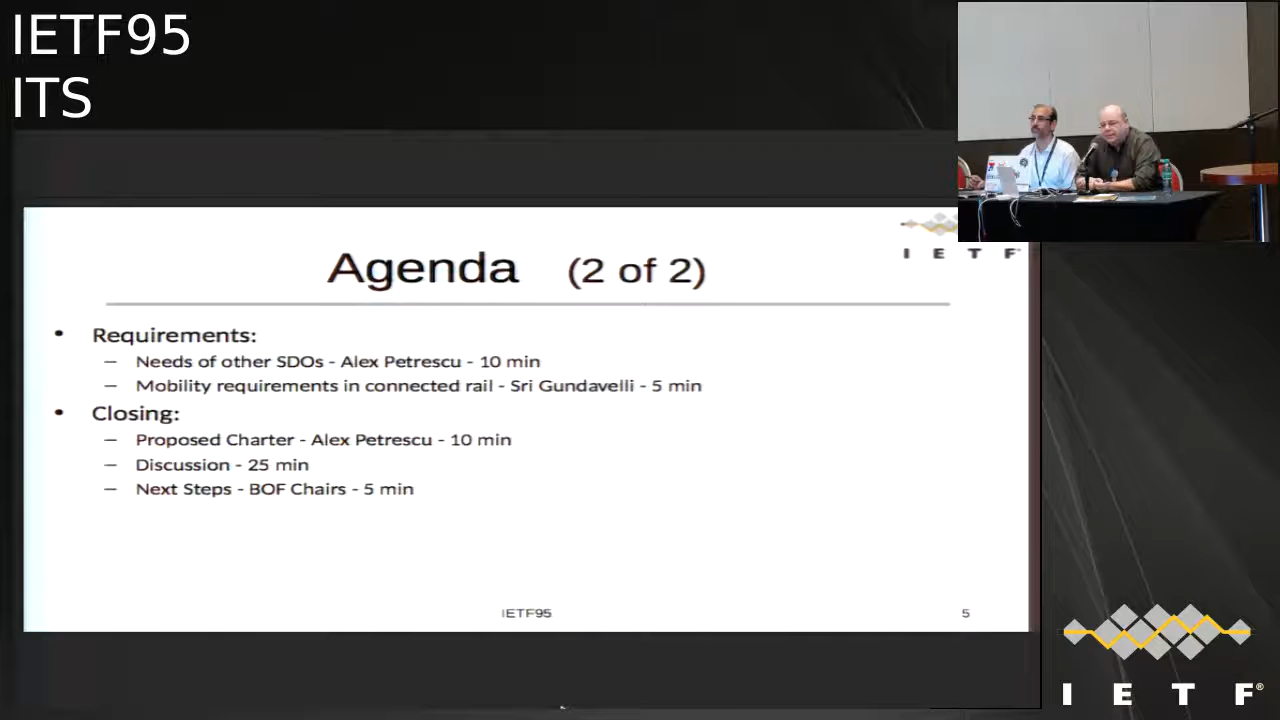 IETF95
ITS
I E T F
Agenda (2 of 2)
• Requirements:
– Needs of other SDOs - Alex Petrescu - 10 min
– Mobility requirements in connected rail - Sri Gundavelli - 5 min
• Closing:
– Proposed Charter - Alex Petrescu - 10 min
– Discussion - 25 min
– Next Steps - BOF Chairs - 5 min
IETF95 5
I E T F®